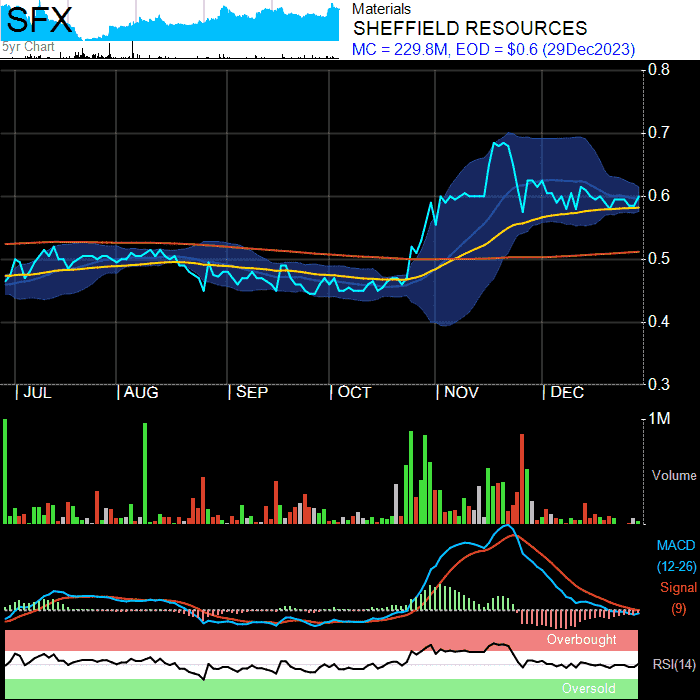 SFX
5yr Chart
Materials
SHEFFIELD RESOURCES
MC = 229.8M, EOD = $0.6 (29Dec2023)
0.8
0.7
0.6
0.5
0.4
0.3
JUL AUG SEP OCT NOV DEC
1M
Volume
MACD
(12-26)
Signal
(9)
Overbought
RSI(14)
Oversold